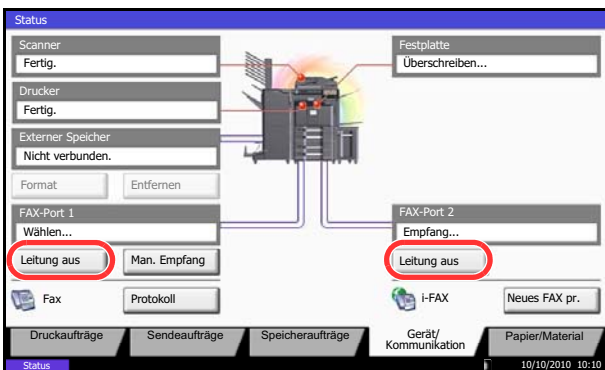 Status
Scanner
Fertig.
Festplatte
Überschreiben...
Drucker
Fertig.
Externer Speicher
Nicht verbunden.
Format
Entfernen
FAX-Port 1
Wählen...
FAX-Port 2
Empfang...
Leitung aus
Man. Empfang
Leitung aus
Fax
Protokoll
i-FAX
Neues FAX pr.
Druckaufträge
Sendeaufträge
Speicheraufträge
Gerät/
Kommunikation
Papier/Material
Status
10/10/2010 10:10